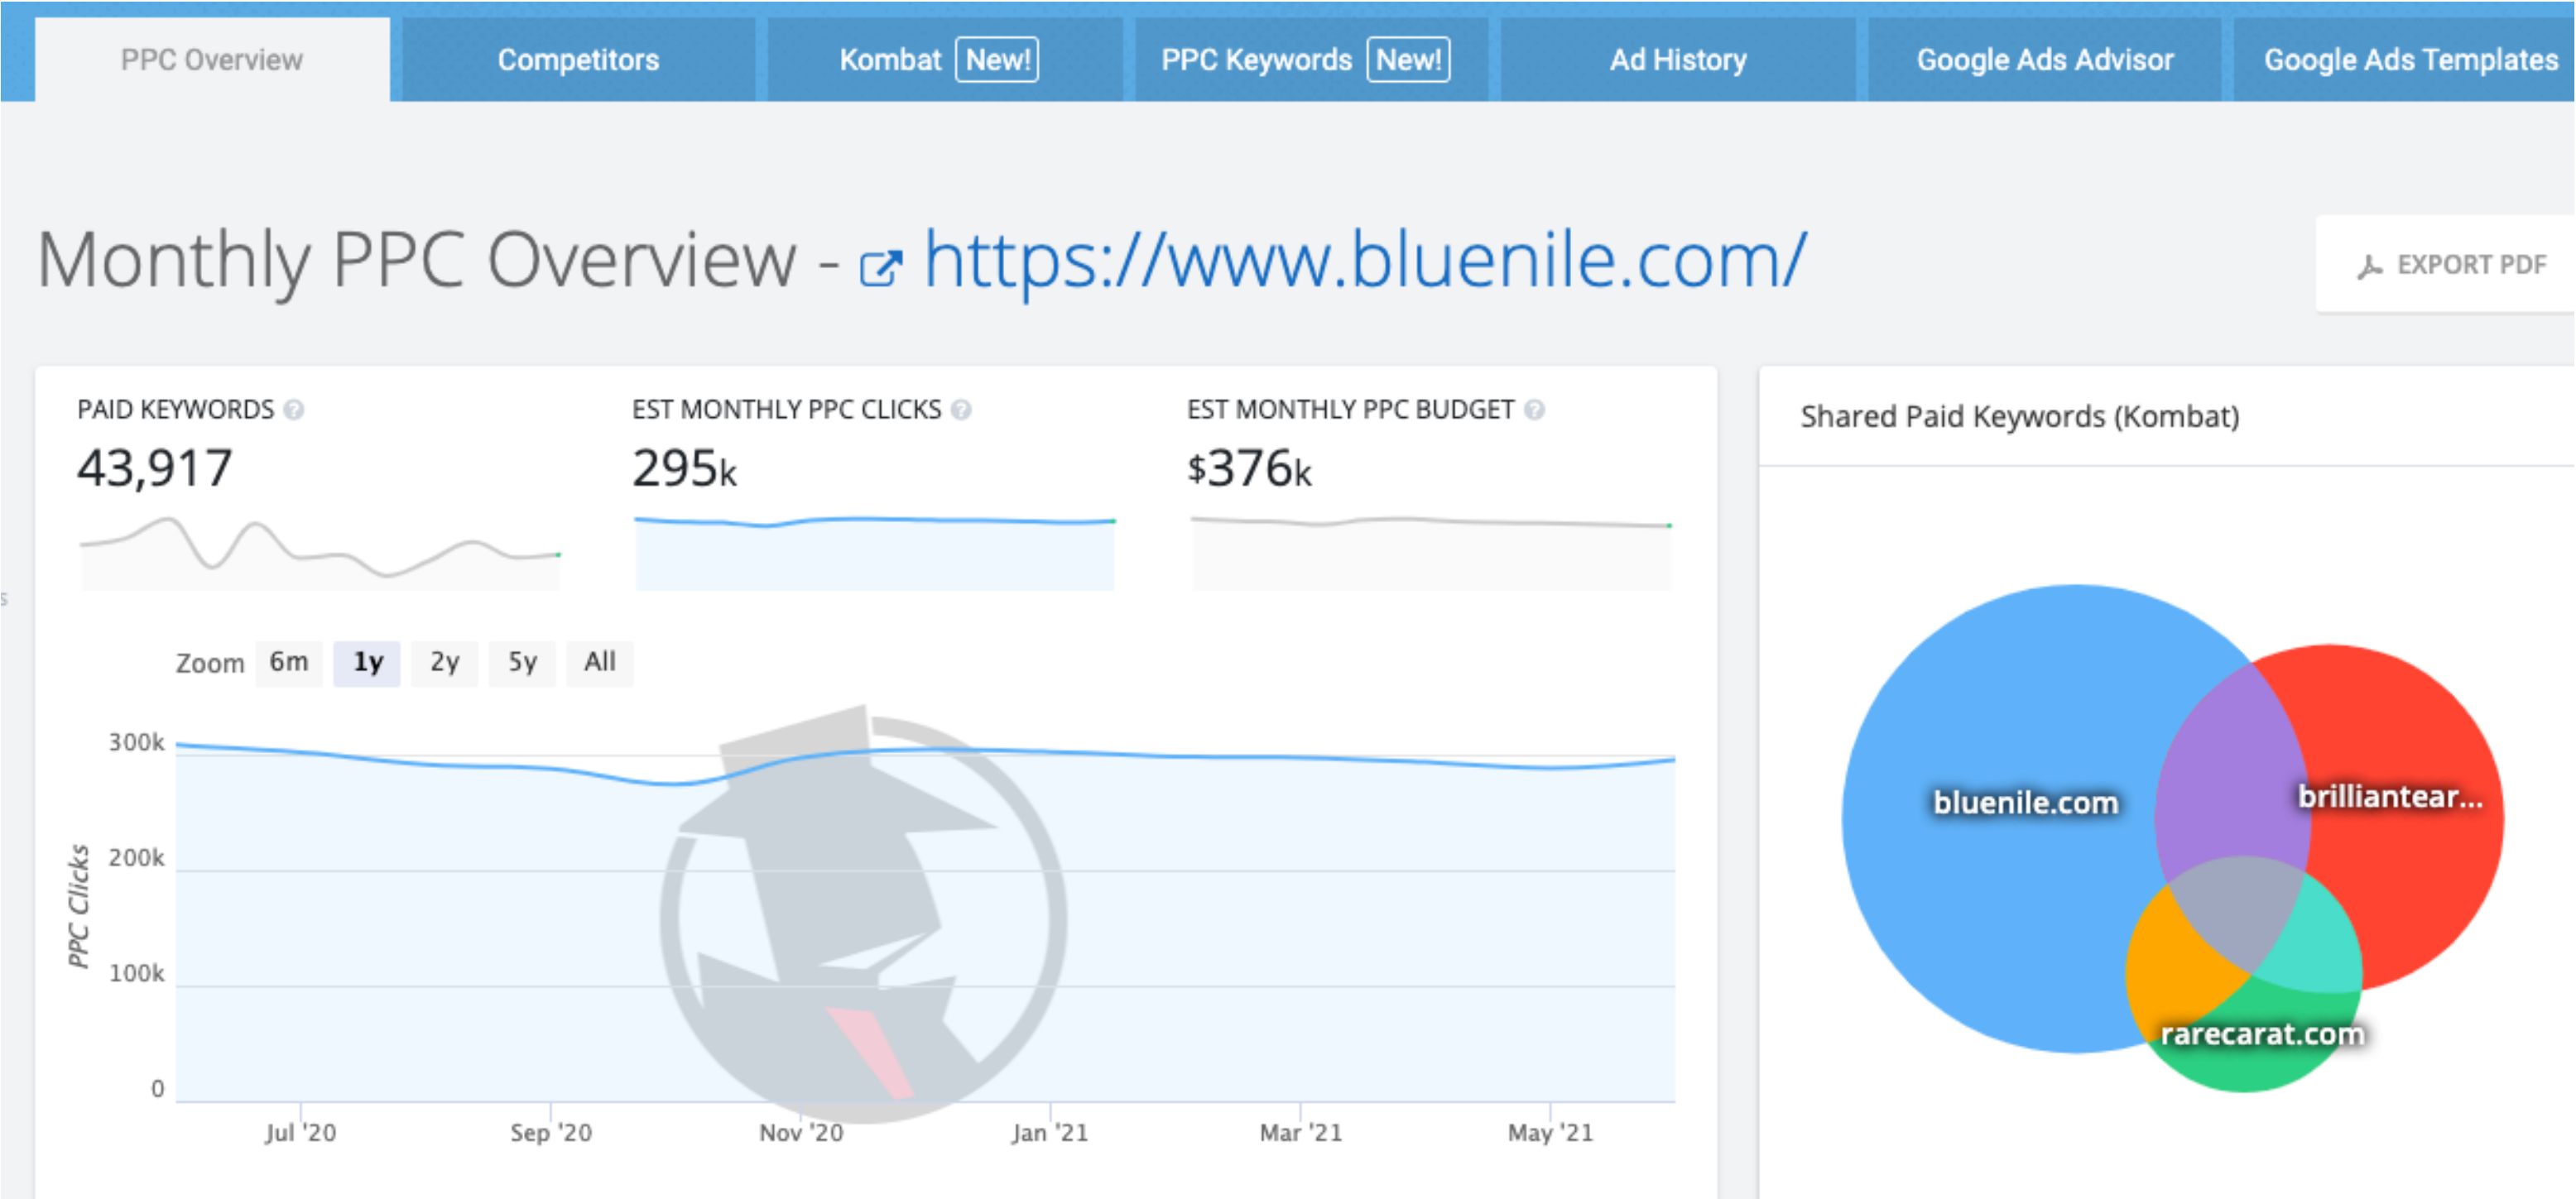 PPC Overview
Competitors
Kombat New!
PPC Keywords New!
Ad History
Google Ads Advisor
Google Ads Templates
Monthly PPC Overview - https://www.bluenile.com/
EXPORT PDF
PAID KEYWORDS ?
43,917
EST MONTHLY PPC CLICKS ?
295k
EST MONTHLY PPC BUDGET ?
$376k
Zoom 6m 1y 2y 5y All
PPC Clicks
300k
200k
100k
0
Jul '20 Sep '20 Nov '20 Jan '21 Mar '21 May '21
Shared Paid Keywords (Kombat)
bluenile.com
brilliantear...
rarecarat.com
s